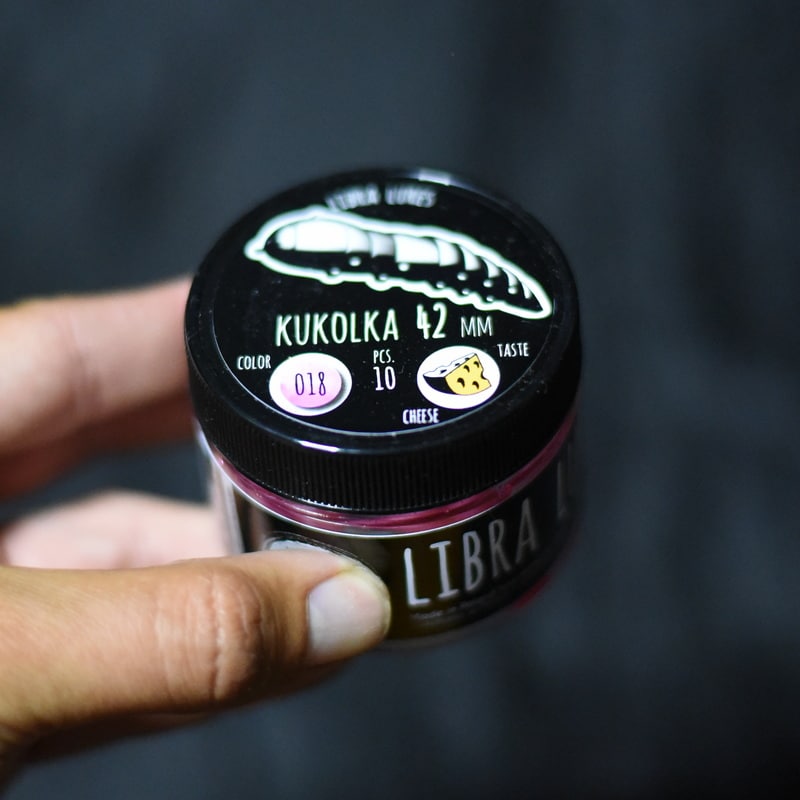 LIBRA LURES
KUKOLKA 42 MM
COLOR
018
PCS.
10
TASTE
CHEESE
LIBRA L